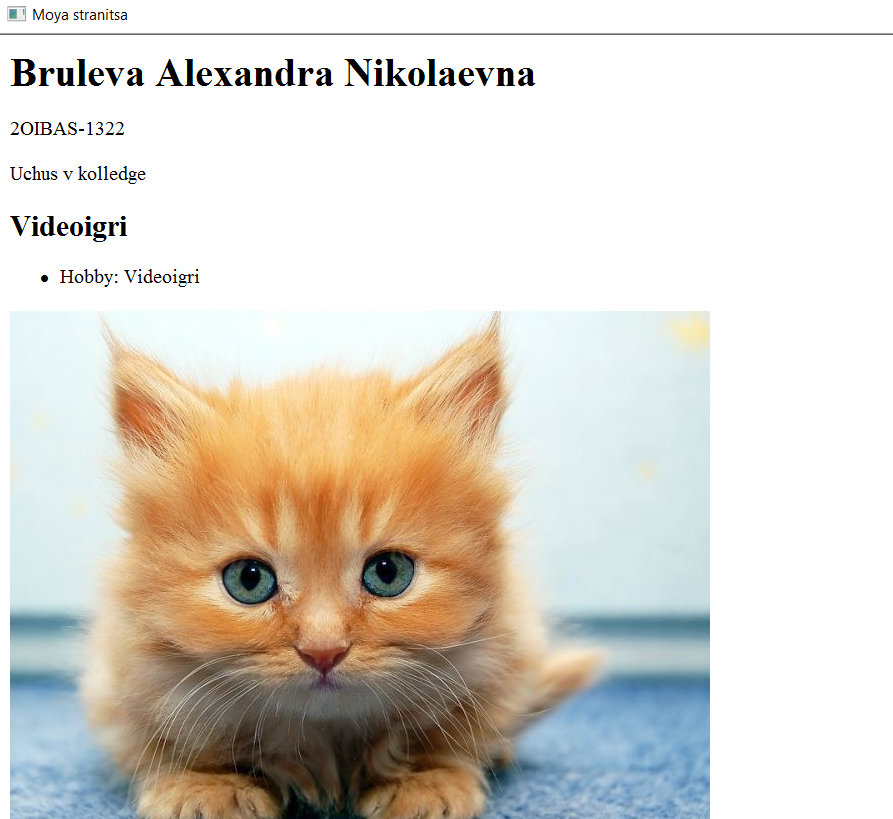 Moya stranitsa
Bruleva Alexandra Nikolaevna
2OIBAS-1322
Uchus v kolledge
Videoigri
Hobby: Videoigri